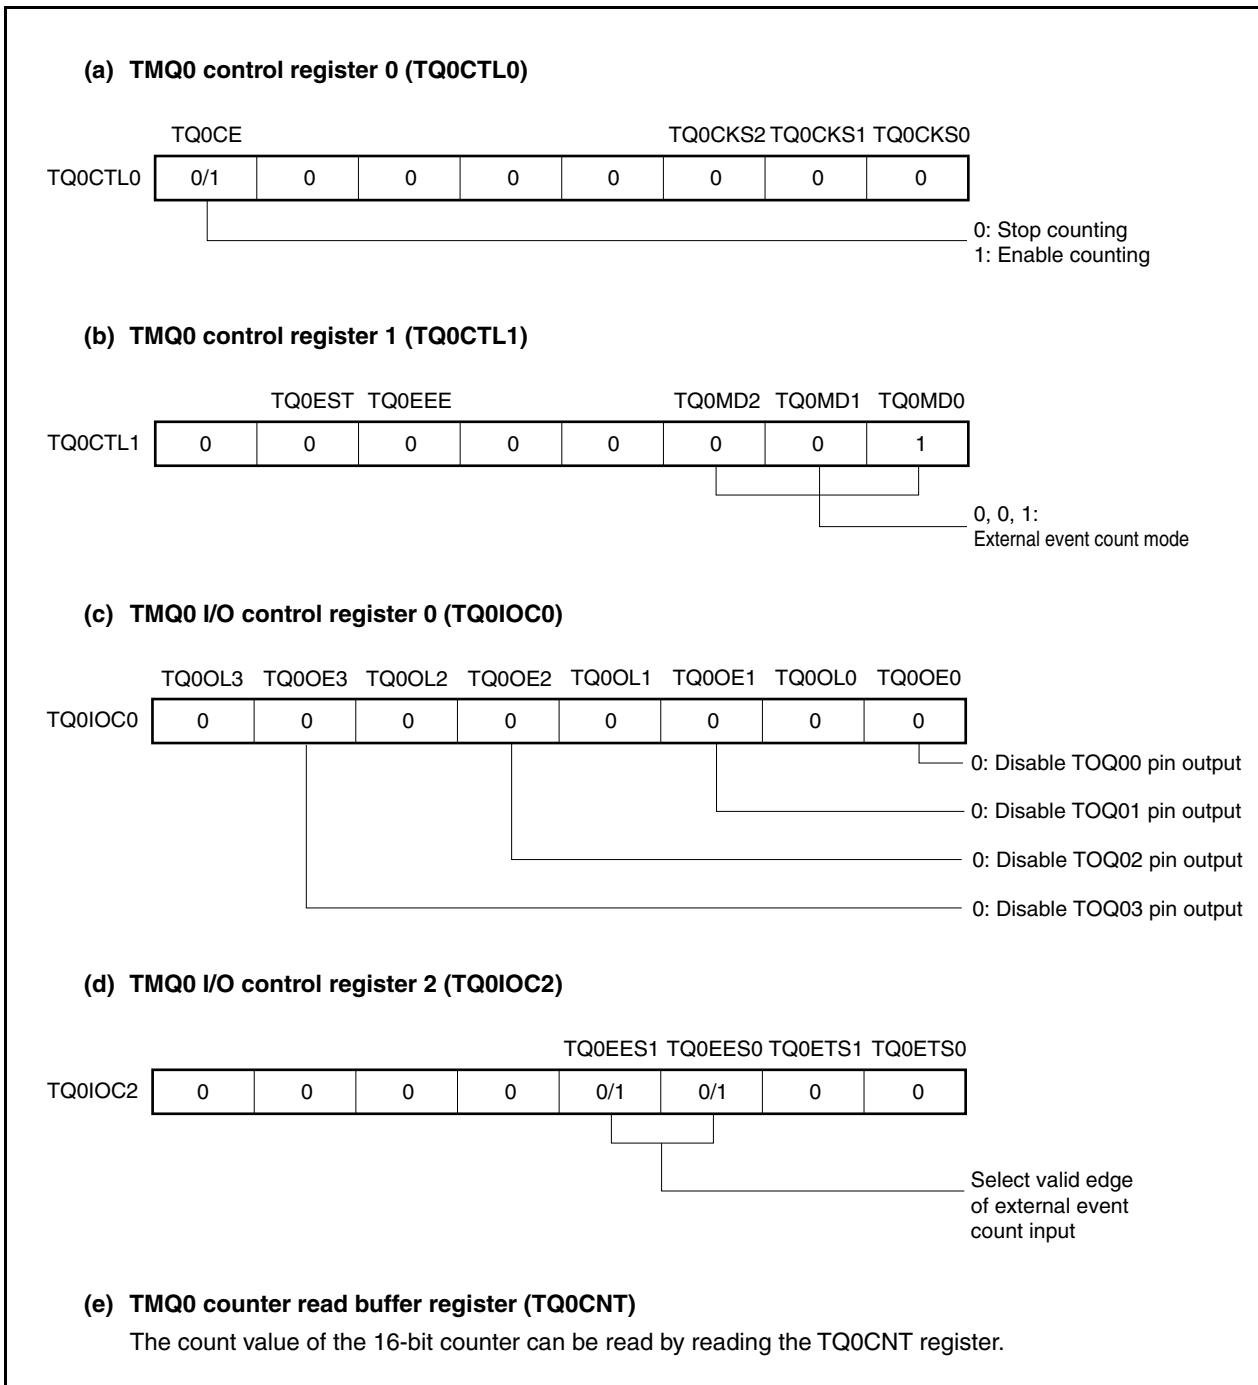 (a) TMQ0 control register 0 (TQ0CTL0)
TQ0CE TQ0CKS2 TQ0CKS1 TQ0CKS0
TQ0CTL0 0/1 0 0 0 0 0 0 0
0: Stop counting
1: Enable counting
(b) TMQ0 control register 1 (TQ0CTL1)
TQ0EST TQ0EEE TQ0MD2 TQ0MD1 TQ0MD0
TQ0CTL1 0 0 0 0 0 0 0 1
0, 0, 1:
External event count mode
(c) TMQ0 I/O control register 0 (TQ0IOC0)
TQ0OL3 TQ0OE3 TQ0OL2 TQ0OE2 TQ0OL1 TQ0OE1 TQ0OL0 TQ0OE0
TQ0IOC0 0 0 0 0 0 0 0 0
0: Disable TOQ00 pin output
0: Disable TOQ01 pin output
0: Disable TOQ02 pin output
0: Disable TOQ03 pin output
(d) TMQ0 I/O control register 2 (TQ0IOC2)
TQ0EES1 TQ0EES0 TQ0ETS1 TQ0ETS0
TQ0IOC2 0 0 0 0 0/1 0/1 0 0
Select valid edge
of external event
count input
(e) TMQ0 counter read buffer register (TQ0CNT)
The count value of the 16-bit counter can be read by reading the TQ0CNT register.